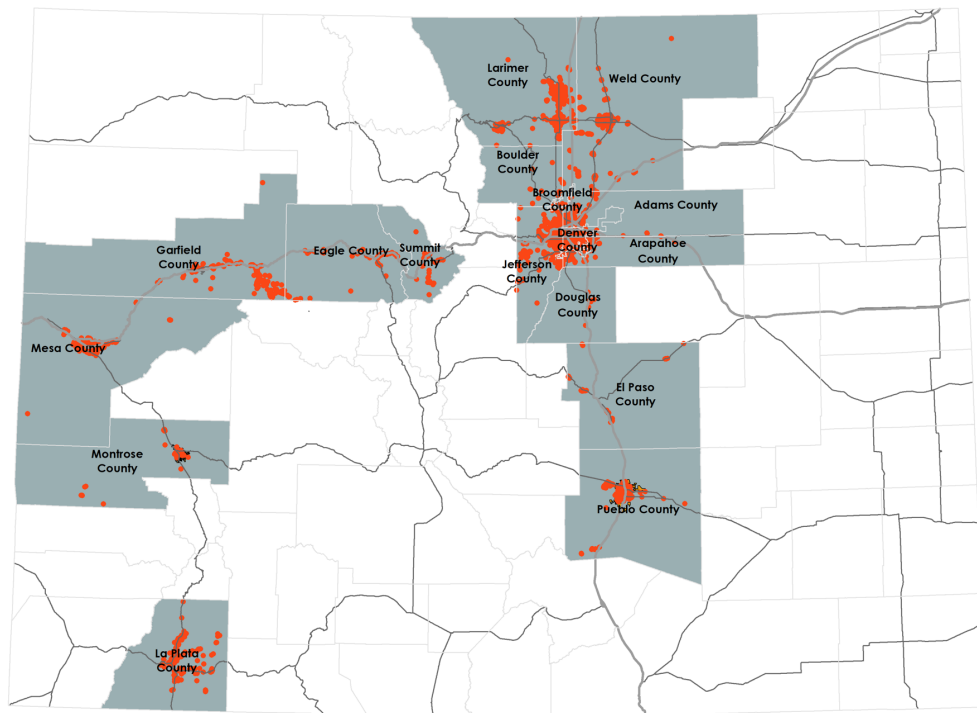 Larimer
County
Weld County
Boulder
County
Broomfield
County
Adams County
Denver
County
Arapahoe
County
Garfield
County
Eagle County
Summit
County
Jefferson
County
Douglas
County
Mesa County
El Paso
County
Montrose
County
Pueblo County
La Plata
County